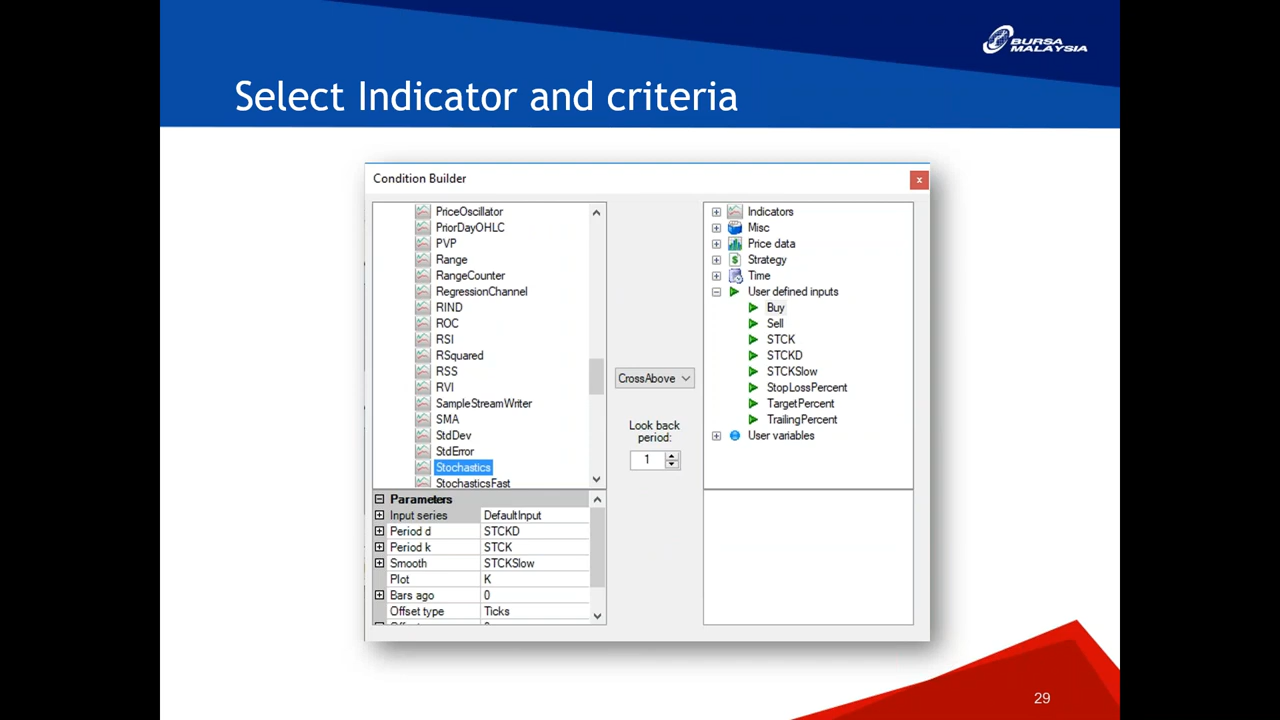 BURSA
MALAYSIA
Select Indicator and criteria
Condition Builder
x
PriceOscillator
PriorDayOHLC
PVP
Range
RangeCounter
RegressionChannel
RIND
ROC
RSI
RSquared
RSS
RVI
SampleStreamWriter
SMA
StdDev
StdError
Stochastics
StochasticsFast
Parameters
Input series DefaultInput
Period d STCKD
Period k STCK
Smooth STCKSlow
Plot K
Bars ago 0
Offset type Ticks
CrossAbove
Look back
period:
1
Indicators
Misc
Price data
Strategy
Time
User defined inputs
Buy
Sell
STCK
STCKD
STCKSlow
StopLossPercent
TargetPercent
TrailingPercent
User variables
29